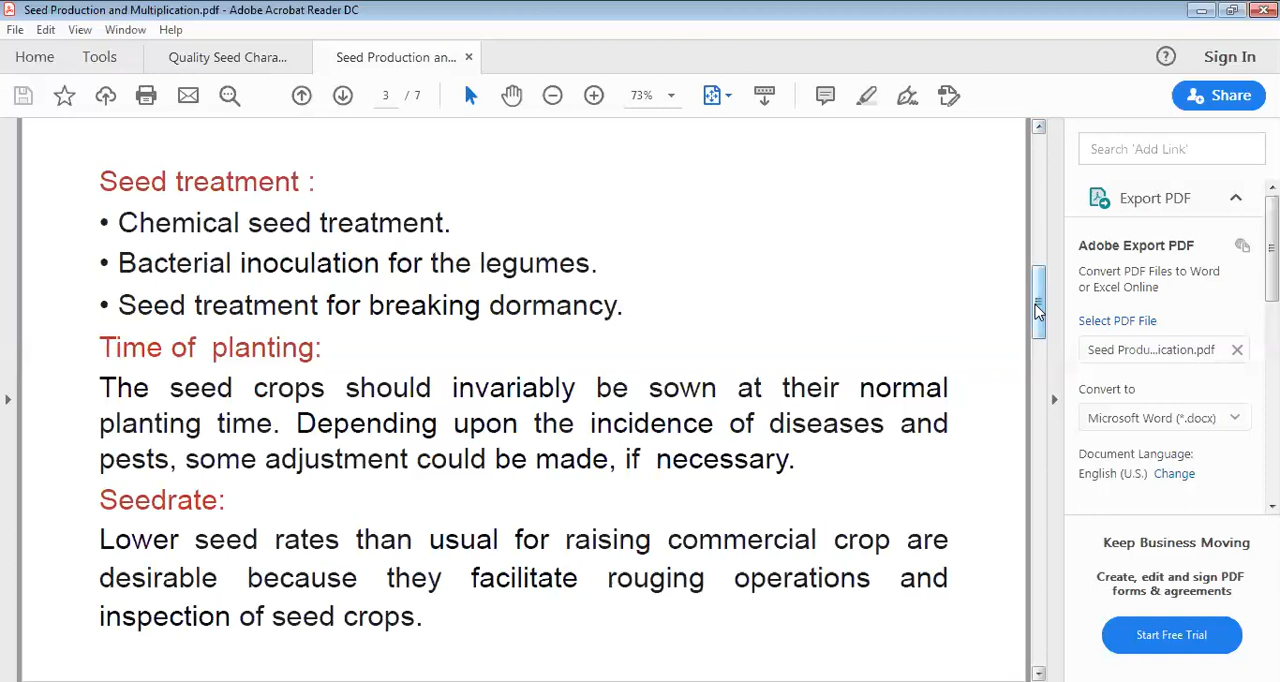 Seed Production and Multiplication.pdf - Adobe Acrobat Reader DC
File Edit View Window Help
Home Tools Quality Seed Chara... Seed Production an... ×
Sign In
3 / 7
73%
Share
Seed treatment :
• Chemical seed treatment.
• Bacterial inoculation for the legumes.
• Seed treatment for breaking dormancy.
Time of planting:
The seed crops should invariably be sown at their normal
planting time. Depending upon the incidence of diseases and
pests, some adjustment could be made, if necessary.
Seedrate:
Lower seed rates than usual for raising commercial crop are
desirable because they facilitate rouging operations and
inspection of seed crops.
Search 'Add Link'
Export PDF
Adobe Export PDF
Convert PDF Files to Word
or Excel Online
Select PDF File
Seed Produ...ication.pdf
Convert to
Microsoft Word (*.docx)
Document Language:
English (U.S.) Change
Keep Business Moving
Create, edit and sign PDF
forms & agreements
Start Free Trial